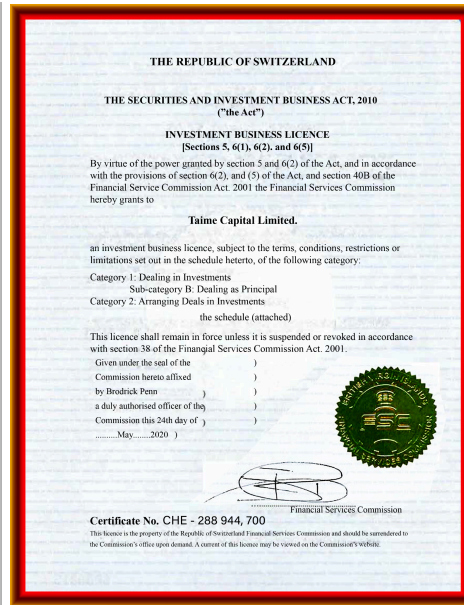 THE REPUBLIC OF SWITZERLAND
THE SECURITIES AND INVESTMENT BUSINESS ACT, 2010
("the Act")
INVESTMENT BUSINESS LICENCE
[Sections 5, 6(1), 6(2). and 6(5)]
By virtue of the power granted by section 5 and 6(2) of the Act, and in accordance
with the provisions of section 6(2), and (5) of the Act, and section 40B of the
Financial Service Commission Act. 2001 the Financial Services Commission
hereby grants to
Taime Capital Limited.
an investment business licence, subject to the terms, conditions, restrictions or
limitations set out in the schedule heterto, of the following category:
Category 1: Dealing in Investments
Sub-category B: Dealing as Principal
Category 2: Arranging Deals in Investments
the schedule (attached)
This licence shall remain in force unless it is suspended or revoked in accordance
with section 38 of the Financial Services Commission Act. 2001.
Given under the seal of the )
Commission hereto affixed )
by Brodrick Penn ) )
a duly authorised officer of the ) )
Commission this 24th day of ) )
..........May........2020 )
Financial Services Commission
Certificate No. CHE - 288 944, 700
This licence is the property of the Republic of Switzerland Financial Services Commission and should be surrendered to
the Commission's office upon demand. A current of this licence may be viewed on the Commission's website.